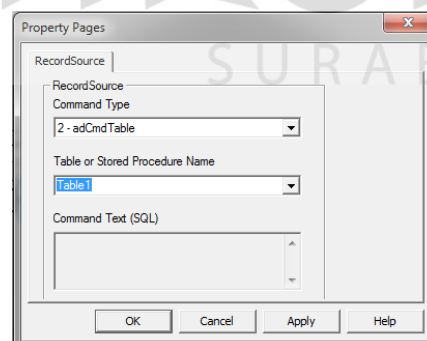 Property Pages
RecordSource
RecordSource
Command Type
2 - adCmdTable
Table or Stored Procedure Name
Table1
Command Text (SQL)
OK Cancel Apply Help